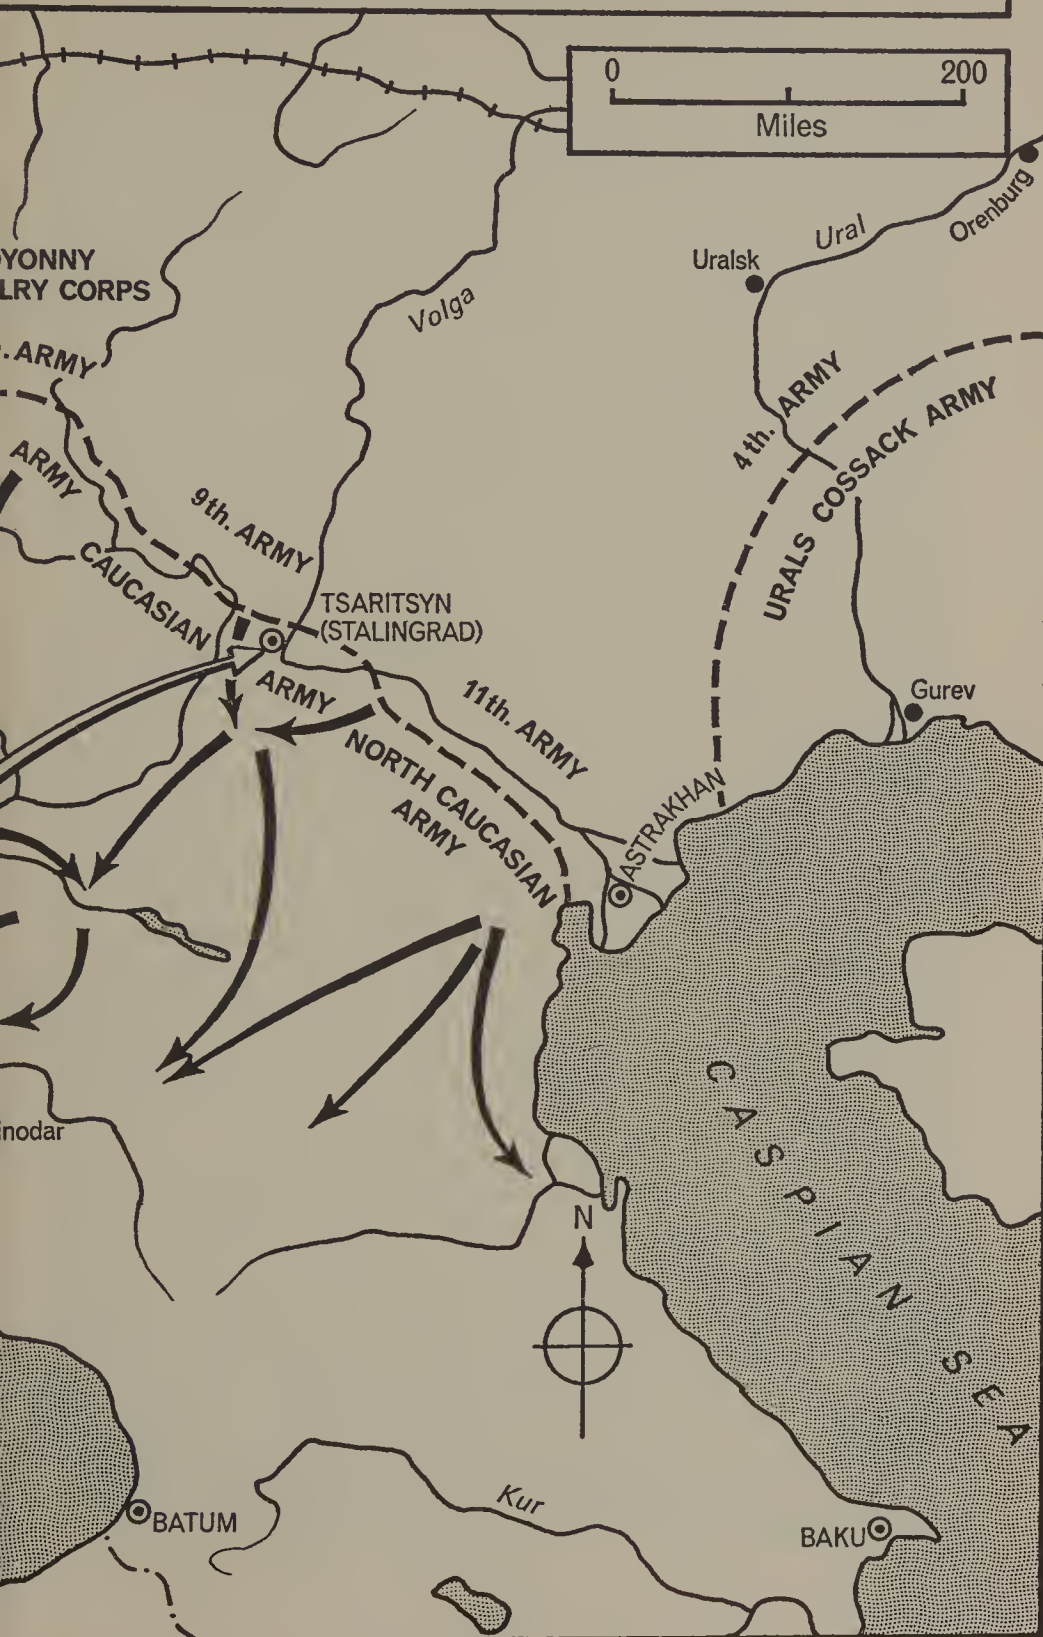 0 200
Miles
Orenburg
Ural
Uralsk
YONNY
LRY CORPS
Volga
. ARMY
4th. ARMY
URALS COSSACK ARMY
ARMY
9th. ARMY
CAUCASIAN
ARMY
TSARITSYN
(STALINGRAD)
11th. ARMY
Gurev
NORTH CAUCASIAN
ARMY
ASTRAKHAN
CASPIAN SEA
inodar
N
Kur
BATUM
BAKU